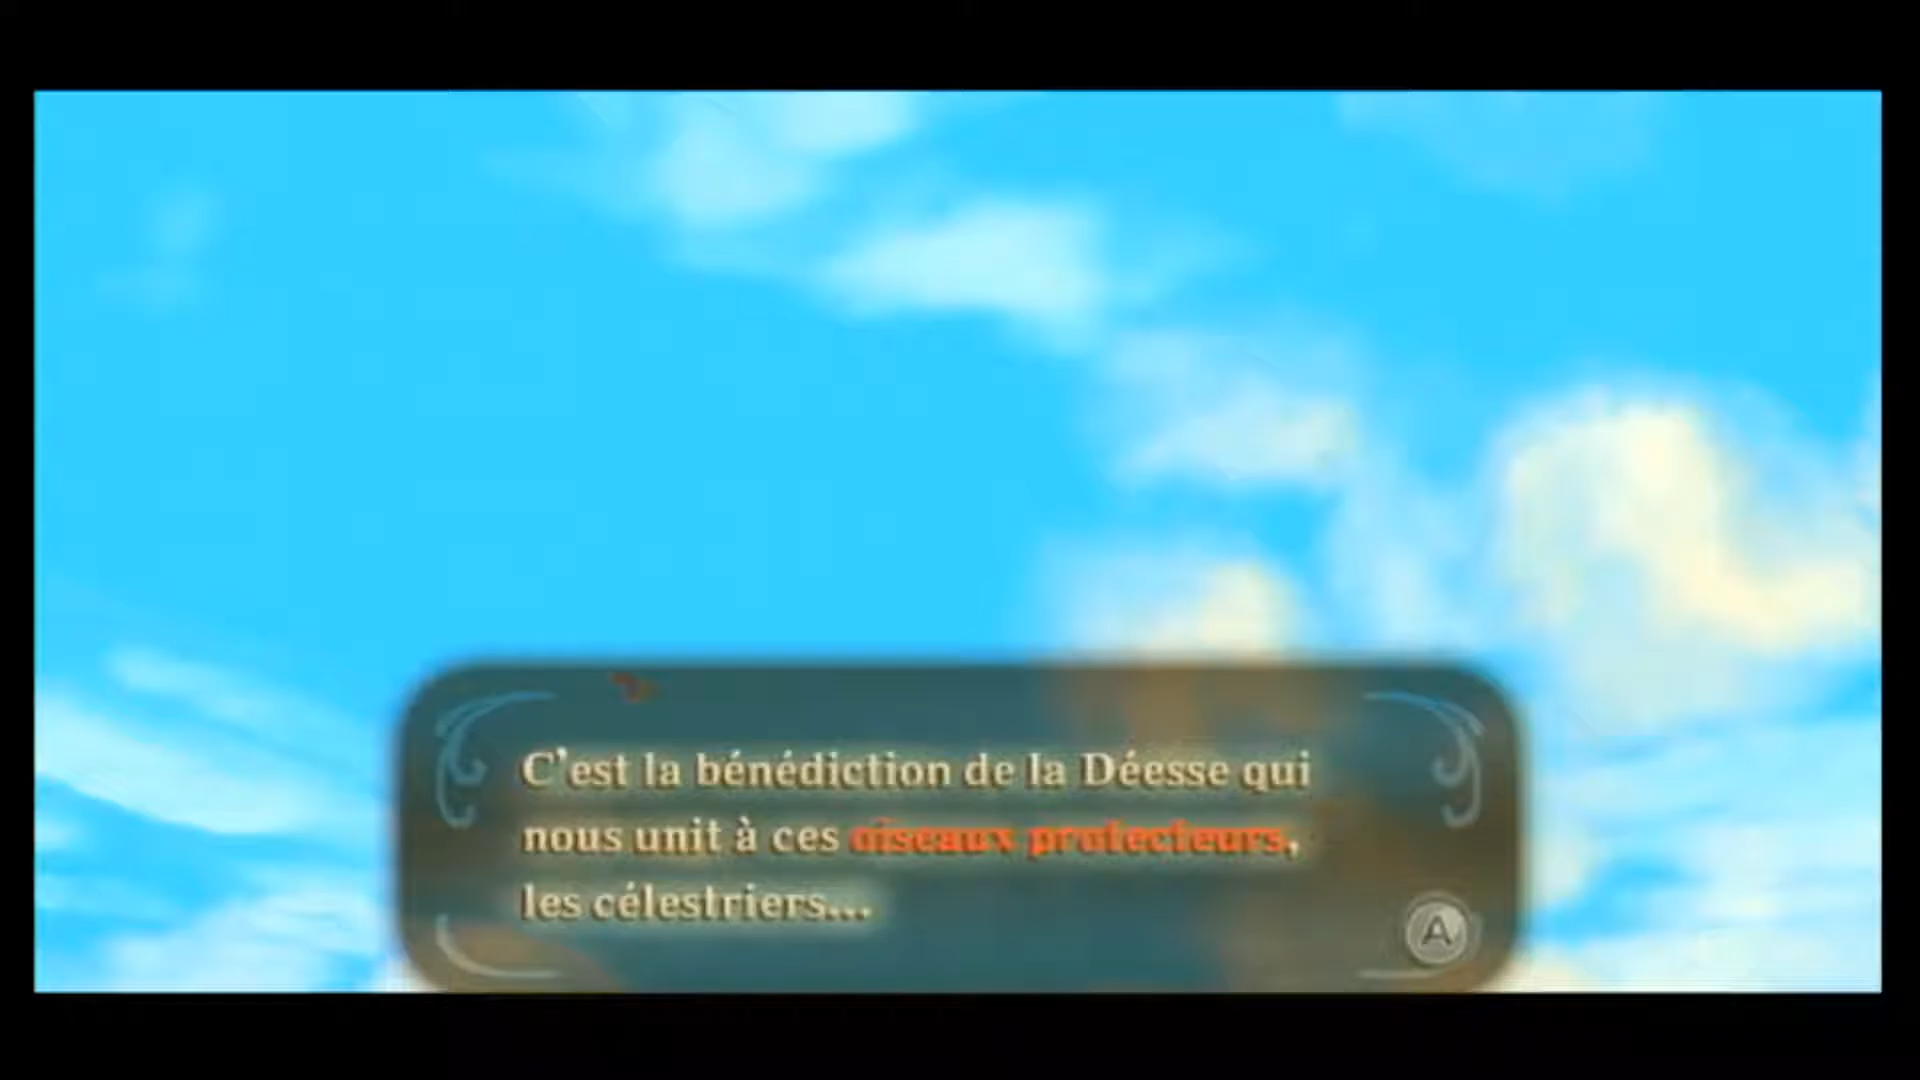 C'est la bénédiction de la Déesse qui
nous unit à ces oiseaux protecteurs,
les célestriers...
A